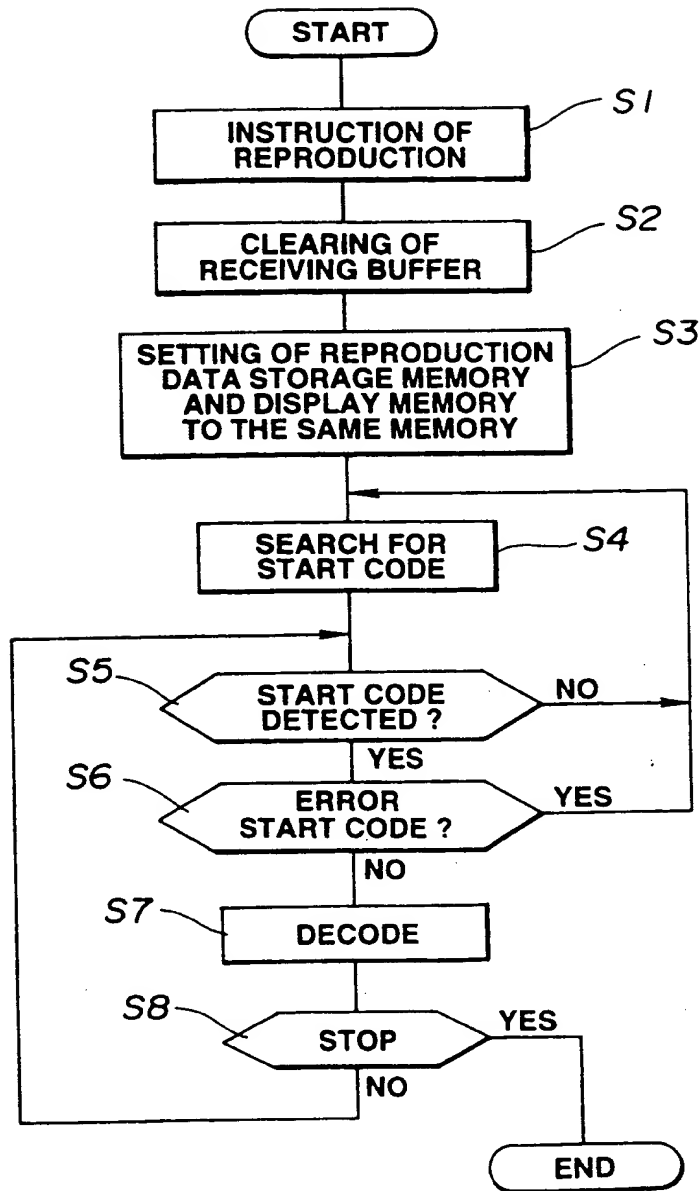 START
S1
INSTRUCTION OF
REPRODUCTION
S2
CLEARING OF
RECEIVING BUFFER
S3
SETTING OF REPRODUCTION
DATA STORAGE MEMORY
AND DISPLAY MEMORY
TO THE SAME MEMORY
SEARCH FOR
START CODE
S4
S5
START CODE
DETECTED ?
NO
YES
S6
ERROR
START CODE ?
YES
NO
S7
DECODE
S8
STOP
YES
NO
END